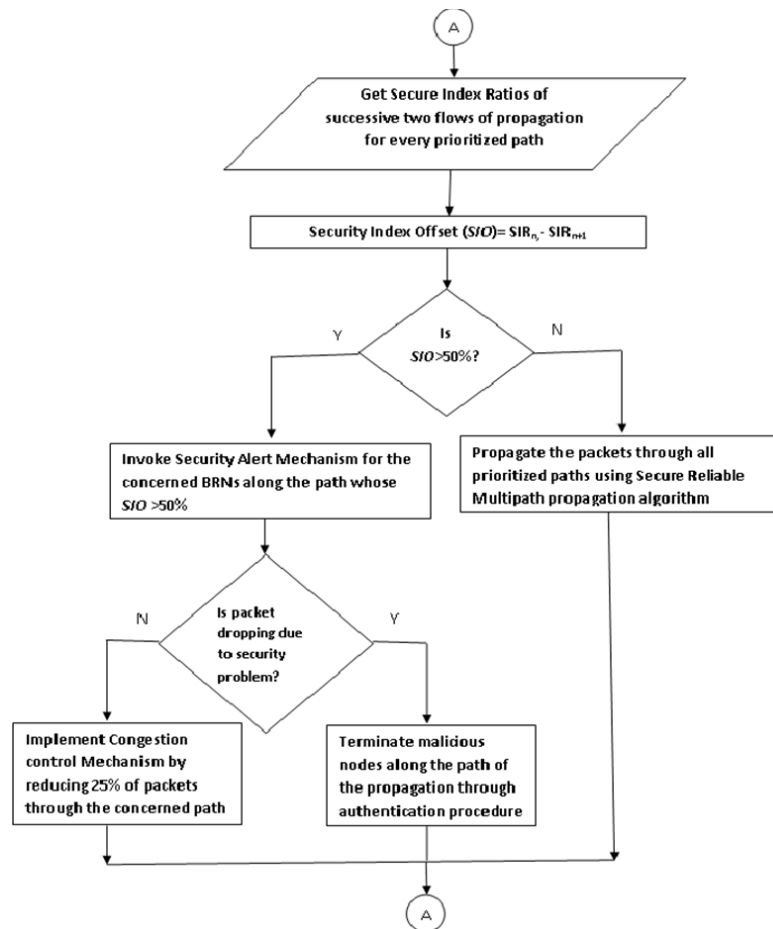 A
Get Secure Index Ratios of
successive two flows of propagation
for every prioritized path
Security Index Offset (SIO)= SIRn,- SIRn+1
Y
Is
SIO>50%?
N
Invoke Security Alert Mechanism for the
concerned BRNs along the path whose
SIO >50%
Propagate the packets through all
prioritized paths using Secure Reliable
Multipath propagation algorithm
N
Is packet
dropping due
to security
problem?
Y
Implement Congestion
control Mechanism by
reducing 25% of packets
through the concerned path
Terminate malicious
nodes along the path of
the propagation through
authentication procedure
A